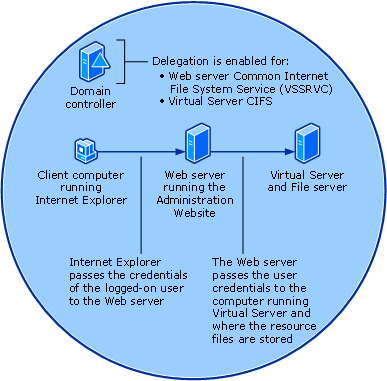 Delegation is enabled for:
• Web server Common Internet
File System Service (VSSRVC)
• Virtual Server CIFS
Domain
controller
Client computer
running
Internet Explorer
Web server
running the
Administration
Website
Virtual Server
and File server
Internet Explorer
passes the credentials
of the logged-on user
to the Web server
The Web server
passes the user
credentials to the
computer running
Virtual Server and
where the resource
files are stored